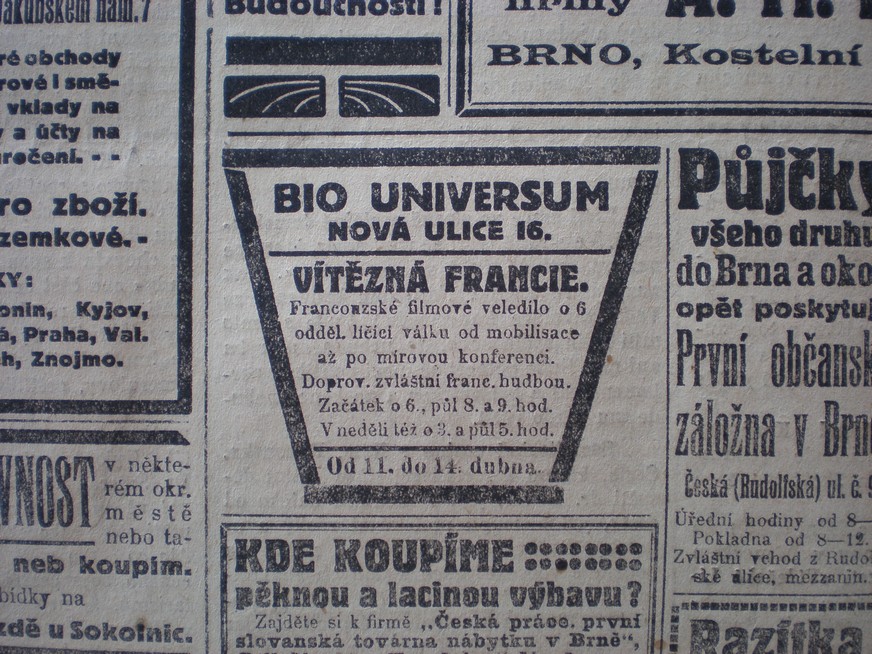 nám. 7
ré obchody
rové i smě-
vklady na
y a účty na
- -
ro zboží.
zemkové. -
KY:
onín, Kyjov,
á, Praha, Val.
ch, Znojmo.
VNOST
v někte-
rém okr.
městě
nebo ta-
neb koupím.
bídky na
zdě u Sokolnic.
Budoucnosti!
firmy A. H.
BRNO, Kostelní
BIO UNIVERSUM
NOVÁ ULICE 16.
VÍTĚZNÁ FRANCIE.
Francouzské filmové veledílo o 6
odděl. líčící válku od mobilisace
až po mírovou konferenci.
Doprov. zvláštní franc. hudbou.
Začátek o 6., půl 8. a 9. hod.
V neděli též o 3. a půl 5. hod.
Od 11. do 14. dubna.
KDE KOUPÍME
pěknou a lacinou výbavu?
Zajděte si k firmě „Česká práce, první
slovanská továrna nábytku v Brně“,
Půjčky
všeho druhu
do Brna a oko
opět poskytuj
První občansk
záložna v Brně
Česká (Rudolfská) ul. č. 9
Úřední hodiny od 8—
Pokladna od 8—12.
Zvláštní vchod z Rudol
ské ulice, mezzanin.
Razítka